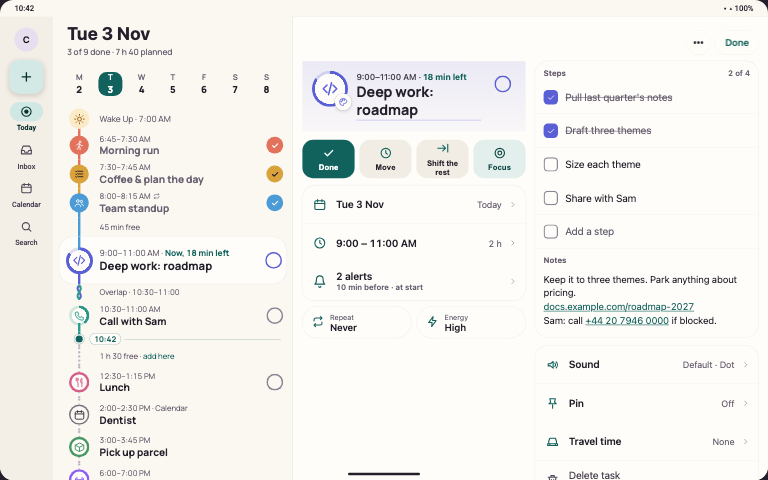 10:42
100%
C
Today
Inbox
Calendar
Search
Tue 3 Nov
3 of 9 done · 7 h 40 planned
M T W T F S S
2 3 4 5 6 7 8
Wake Up · 7:00 AM
6:45–7:30 AM
Morning run
7:30–7:45 AM
Coffee & plan the day
8:00–8:15 AM
Team standup
45 min free
9:00–11:00 AM · Now, 18 min left
Deep work: roadmap
Overlap · 10:30–11:00
10:30–11:00 AM
Call with Sam
10:42
1 h 30 free · add here
12:30–1:15 PM
Lunch
2:00–2:30 PM · Calendar
Dentist
3:00–3:45 PM
Pick up parcel
6:00–7:00 PM
••• Done
9:00–11:00 AM · 18 min left
Deep work:
roadmap
Done
Move
Shift the
rest
Focus
Tue 3 Nov Today
9:00 – 11:00 AM 2 h
2 alerts
10 min before · at start
Repeat
Never
Energy
High
Steps 2 of 4
Pull last quarter's notes
Draft three themes
Size each theme
Share with Sam
Add a step
Notes
Keep it to three themes. Park anything about
pricing.
docs.example.com/roadmap-2027
Sam: call +44 20 7946 0000 if blocked.
Sound Default · Dot
Pin Off
Travel time None
Delete task